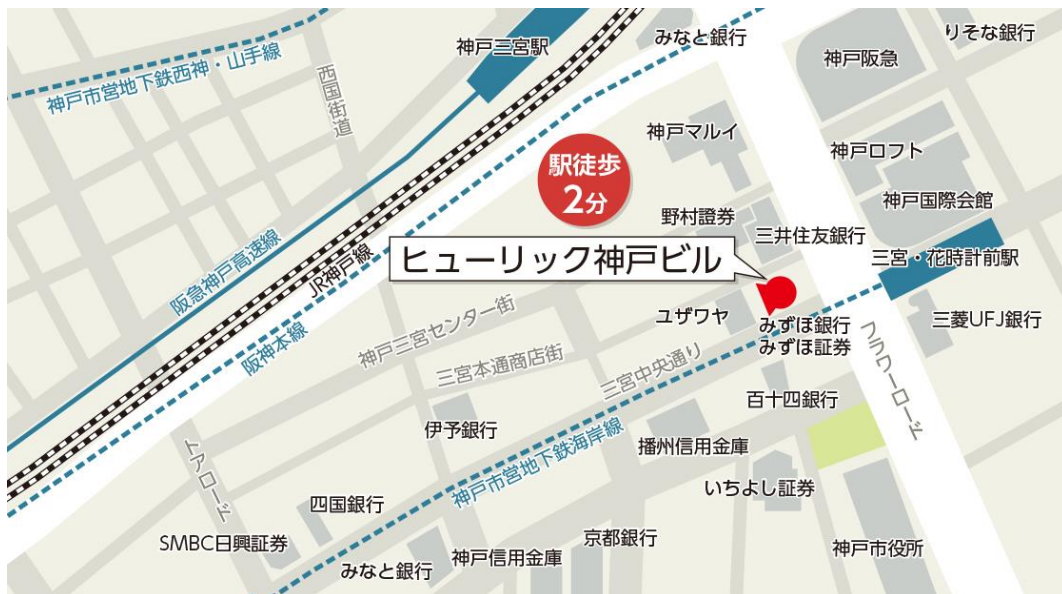 神戸三宮駅
みなと銀行
りそな銀行
神戸阪急
神戸市営地下鉄西神・山手線
西国街道
神戸マルイ
神戸ロフト
駅徒歩
2分
野村證券
神戸国際会館
三井住友銀行
三宮・花時計前駅
ヒューリック神戸ビル
阪急神戸高速線
JR神戸線
阪神本線
ユザワヤ
みずほ銀行
みずほ証券
三菱UFJ銀行
神戸三宮センター街
三宮本通商店街
三宮中央通り
フラワーロード
百十四銀行
伊予銀行
神戸市営地下鉄海岸線
播州信用金庫
トアロード
いちよし証券
四国銀行
SMBC日興証券
京都銀行
神戸市役所
みなと銀行
神戸信用金庫